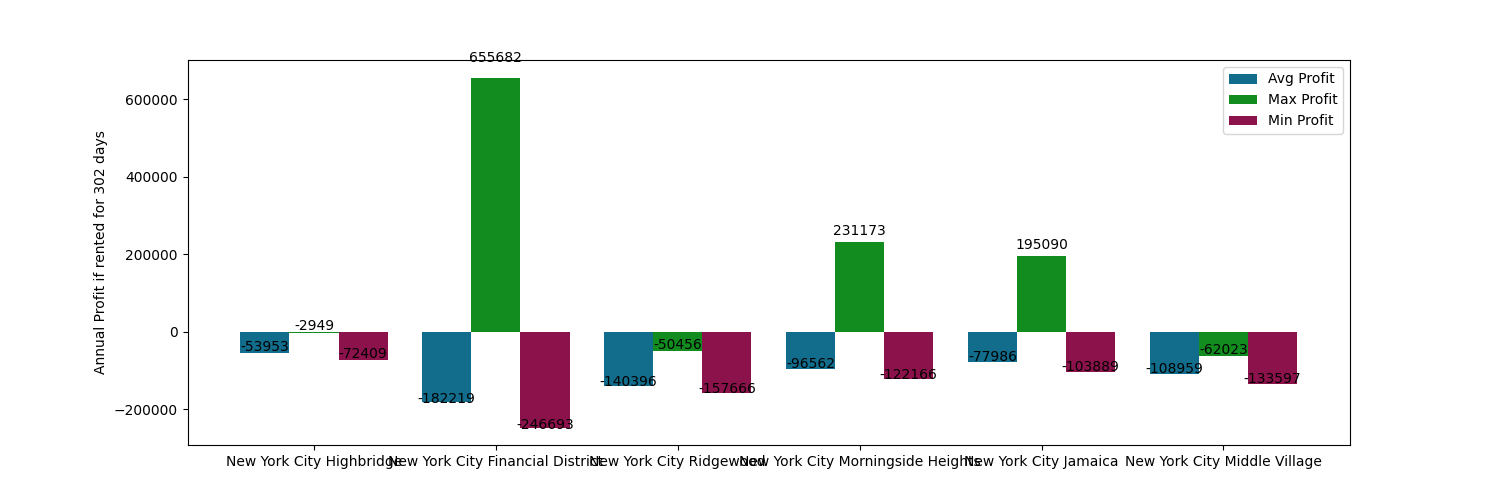 655682
600000
400000
200000
0
−200000
Annual Profit if rented for 302 days
Avg Profit
Max Profit
Min Profit
231173
195090
-2949
-53953
-72409
-182219
-246693
-140396
-50456
-157666
-96562
-122166
-77986
-103889
-108959
-62023
-133597
New York City Highbridge
New York City Financial District
New York City Ridgewood
New York City Morningside Heights
New York City Jamaica
New York City Middle Village